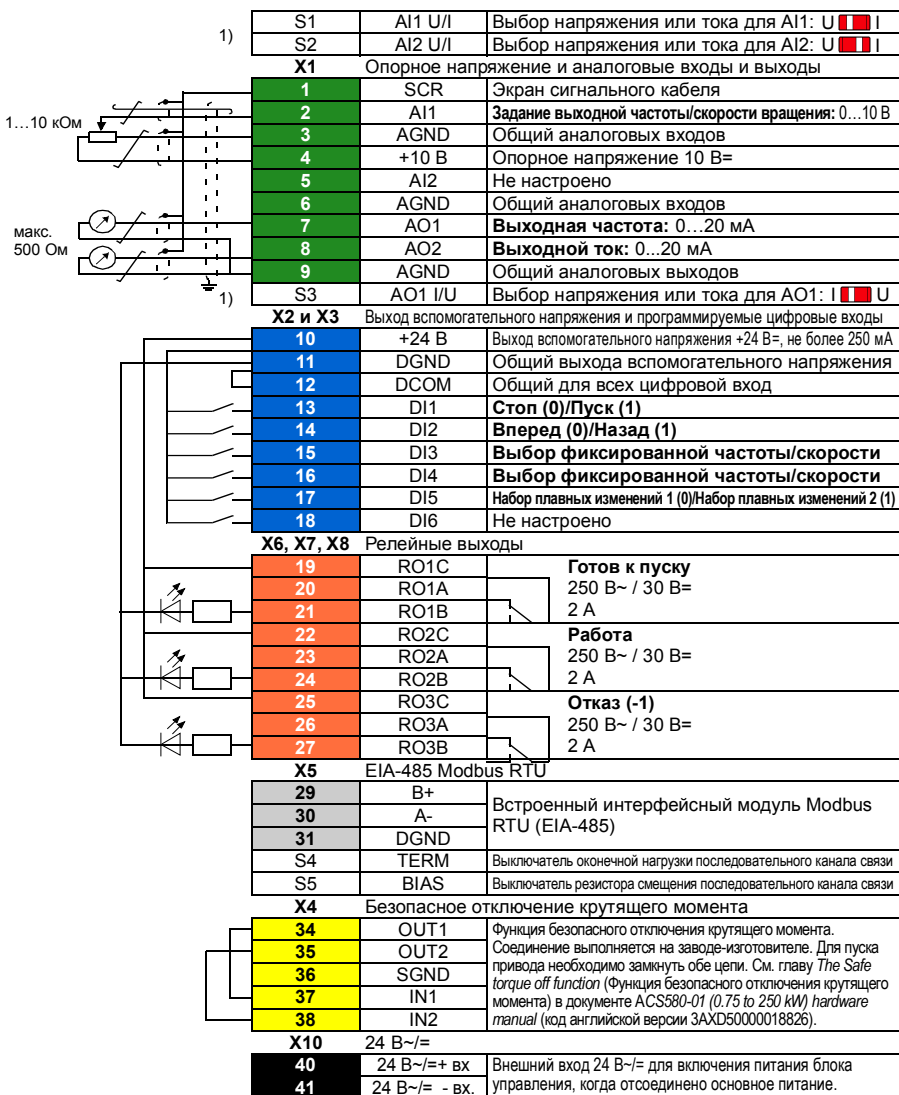 1) S1 AI1 U/I Выбор напряжения или тока для AI1: U I
S2 AI2 U/I Выбор напряжения или тока для AI2: U I
X1 Опорное напряжение и аналоговые входы и выходы
1 SCR Экран сигнального кабеля
1…10 кОм 2 AI1 Задание выходной частоты/скорости вращения: 0…10 В
3 AGND Общий аналоговых входов
4 +10 В Опорное напряжение 10 В=
5 AI2 Не настроено
6 AGND Общий аналоговых входов
макс. 7 AO1 Выходная частота: 0…20 мА
500 Ом 8 AO2 Выходной ток: 0...20 мА
9 AGND Общий аналоговых выходов
1) S3 AO1 I/U Выбор напряжения или тока для AO1: I U
X2 и X3 Выход вспомогательного напряжения и программируемые цифровые входы
10 +24 В Выход вспомогательного напряжения +24 В=, не более 250 мА
11 DGND Общий выхода вспомогательного напряжения
12 DCOM Общий для всех цифровой вход
13 DI1 Стоп (0)/Пуск (1)
14 DI2 Вперед (0)/Назад (1)
15 DI3 Выбор фиксированной частоты/скорости
16 DI4 Выбор фиксированной частоты/скорости
17 DI5 Набор плавных изменений 1 (0)/Набор плавных изменений 2 (1)
18 DI6 Не настроено
X6, X7, X8 Релейные выходы
19 RO1C Готов к пуску
20 RO1A 250 В~ / 30 В=
21 RO1B 2 А
22 RO2C Работа
23 RO2A 250 В~ / 30 В=
24 RO2B 2 А
25 RO3C Отказ (-1)
26 RO3A 250 В~ / 30 В=
27 RO3B 2 А
X5 EIA-485 Modbus RTU
29 B+ Встроенный интерфейсный модуль Modbus
30 A- RTU (EIA-485)
31 DGND
S4 TERM Выключатель оконечной нагрузки последовательного канала связи
S5 BIAS Выключатель резистора смещения последовательного канала связи
X4 Безопасное отключение крутящего момента
34 OUT1 Функция безопасного отключения крутящего момента.
35 OUT2 Соединение выполняется на заводе-изготовителе. Для пуска
36 SGND привода необходимо замкнуть обе цепи. См. главу The Safe
torque off function (Функция безопасного отключения крутящего
37 IN1 момента) в документе ACS580-01 (0.75 to 250 kW) hardware
38 IN2 manual (код английской версии 3AXD50000018826).
X10 24 В~/=
40 24 В~/=+ вх Внешний вход 24 В~/= для включения питания блока
41 24 В~/= - вх. управления, когда отсоединено основное питание.